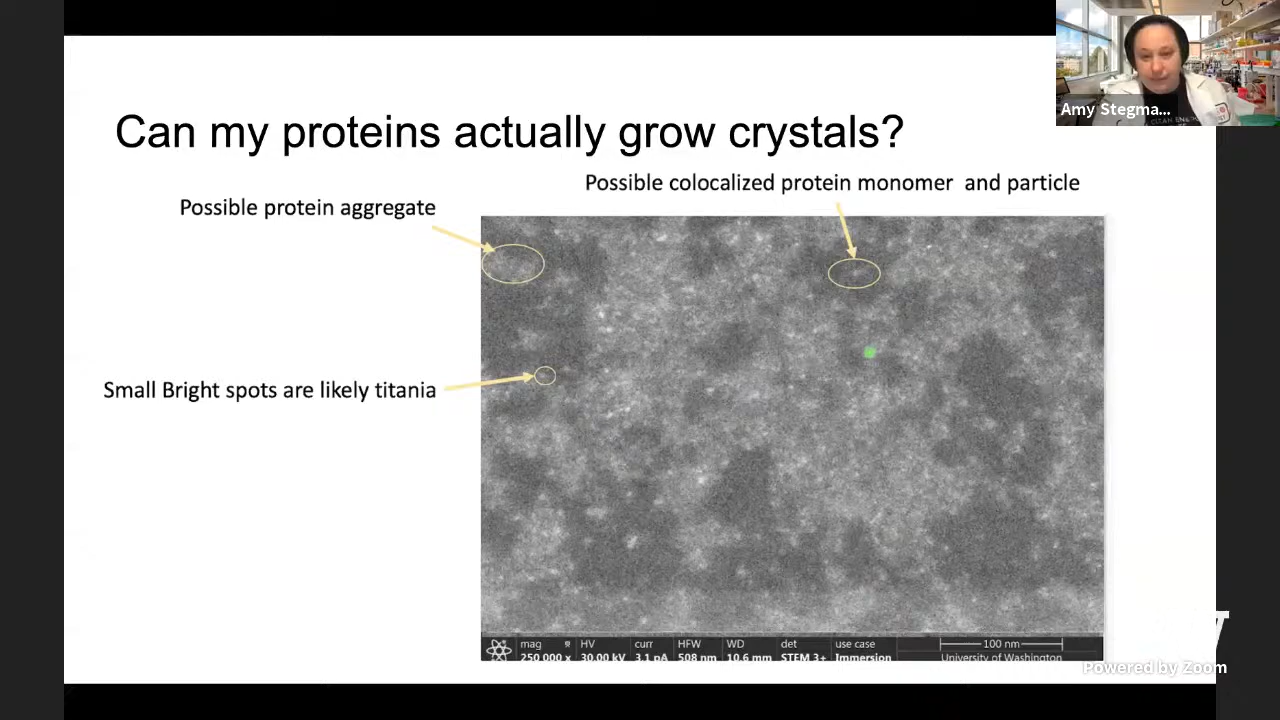 Amy Stegma...
Can my proteins actually grow crystals?
Possible colocalized protein monomer and particle
Possible protein aggregate
Small Bright spots are likely titania
mag HV curr HFW WD det use case 100 nm
250 000 x 30.00 kV 3.1 pA 508 nm 10.6 mm STEM 3+ Immersion University of Washington
Powered by Zoom